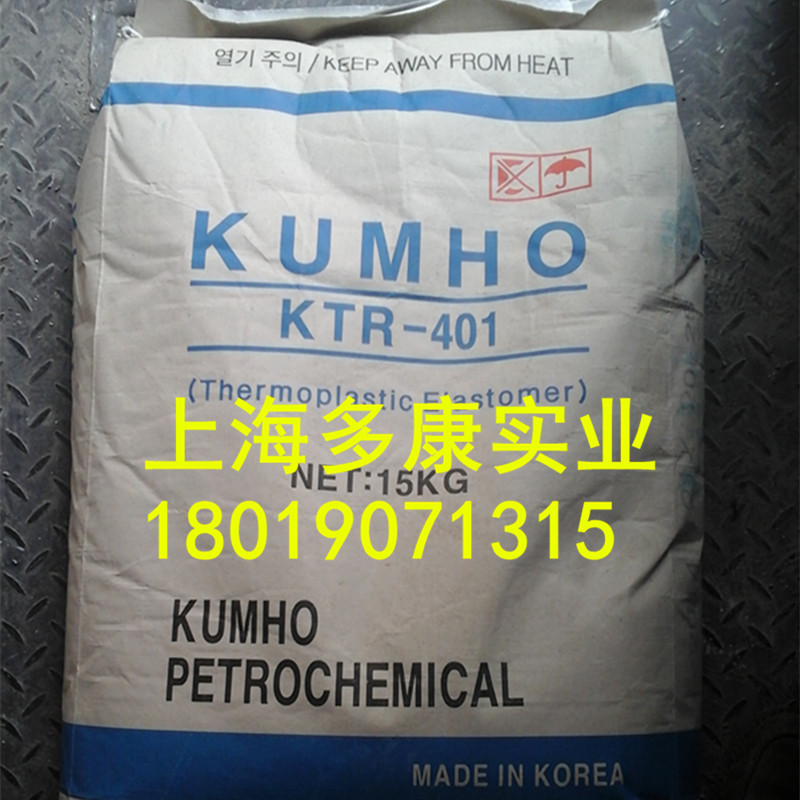 열기 주의 / KEEP AWAY FROM HEAT
KUMHO
KTR-401
(Thermoplastic Elastomer)
上海多康实业
NET:15KG
18019071315
KUMHO
PETROCHEMICAL
MADE IN KOREA